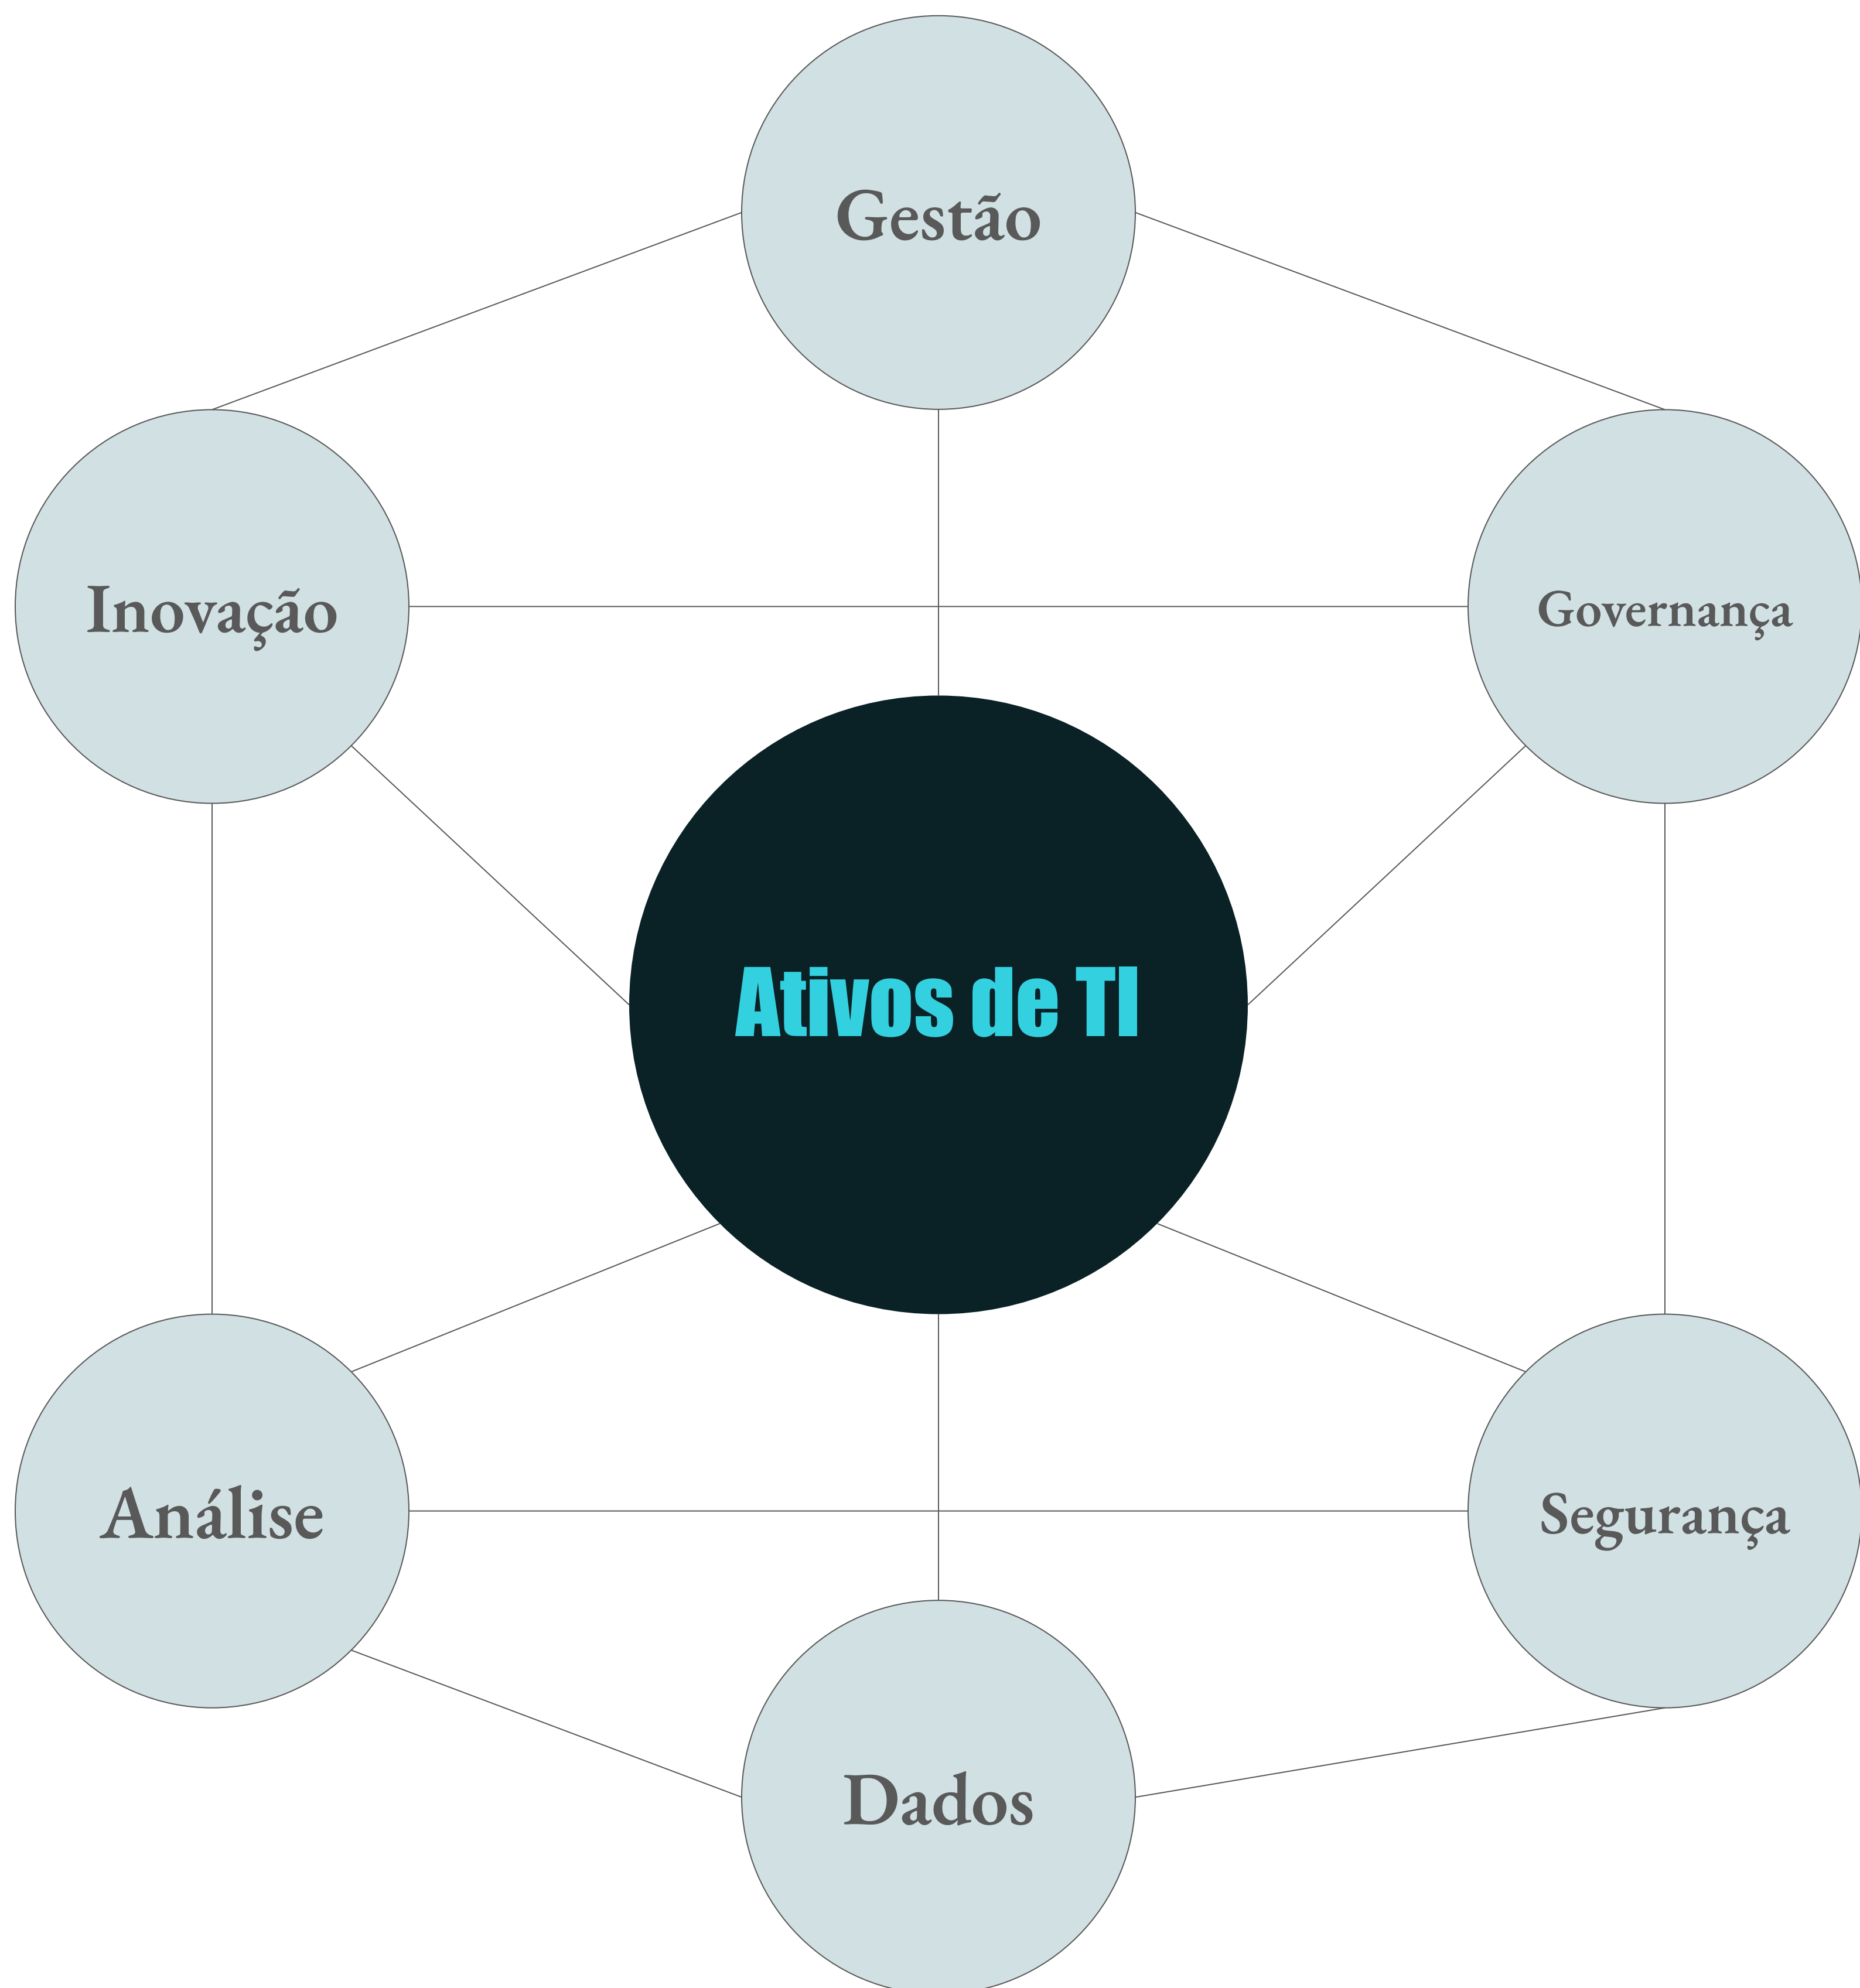 Gestão
Inovação
Governança
Ativos de TI
Análise
Segurança
Dados